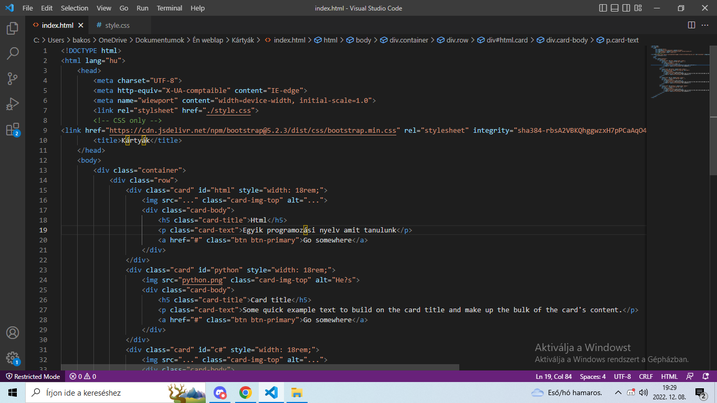 File Edit Selection View Go Run Terminal Help
index.html - Visual Studio Code
index.html
# style.css
C: > Users > bakos > OneDrive > Dokumentumok > Én weblap > Kártyák > index.html > html > body > div.container > div.row > div#html.card > div.card-body > p.card-text
1 <!DOCTYPE html>
2 <html lang="hu">
3 <head>
4 <meta charset="UTF-8">
5 <meta http-equiv="X-UA-comptaible" content="IE-edge">
6 <meta name="wiewport" content="width=device-width, initial-scale=1.0">
7 <link rel="stylsheet" href="./style.css">
8 <!-- CSS only -->
9 <link href="https://cdn.jsdelivr.net/npm/bootstrap@5.2.3/dist/css/bootstrap.min.css" rel="stylesheet" integrity="sha384-rbsA2VBKQhggwzxH7pPCaAqO4
10 <title>Kártyák</title>
11 </head>
12 <body>
13 <div class="container">
14 <div class="row">
15 <div class="card" id="html" style="width: 18rem;">
16 <img src="..." class="card-img-top" alt="...">
17 <div class="card-body">
18 <h5 class="card-title">Html</h5>
19 <p class="card-text">Egyik programozási nyelv amit tanulunk</p>
20 <a href="#" class="btn btn-primary">Go somewhere</a>
21 </div>
22 </div>
23 <div class="card" id="python" style="width: 18rem;">
24 <img src="python.png" class="card-img-top" alt="He?s">
25 <div class="card-body">
26 <h5 class="card-title">Card title</h5>
27 <p class="card-text">Some quick example text to build on the card title and make up the bulk of the card's content.</p>
28 <a href="#" class="btn btn-primary">Go somewhere</a>
29 </div>
30 </div>
31 <div class="card" id="c#" style="width: 18rem;">
32 <img src="..." class="card-img-top" alt="...">
33 <div class="card-body">
Aktiválja a Windowst
Aktiválja a Windows rendszert a Gépházban.
Restricted Mode 0 0
Ln 19, Col 84 Spaces: 4 UTF-8 CRLF HTML
Írjon ide a kereséshez
Eső/hó hamaros.
19:29
2022. 12. 08.
2
1
2